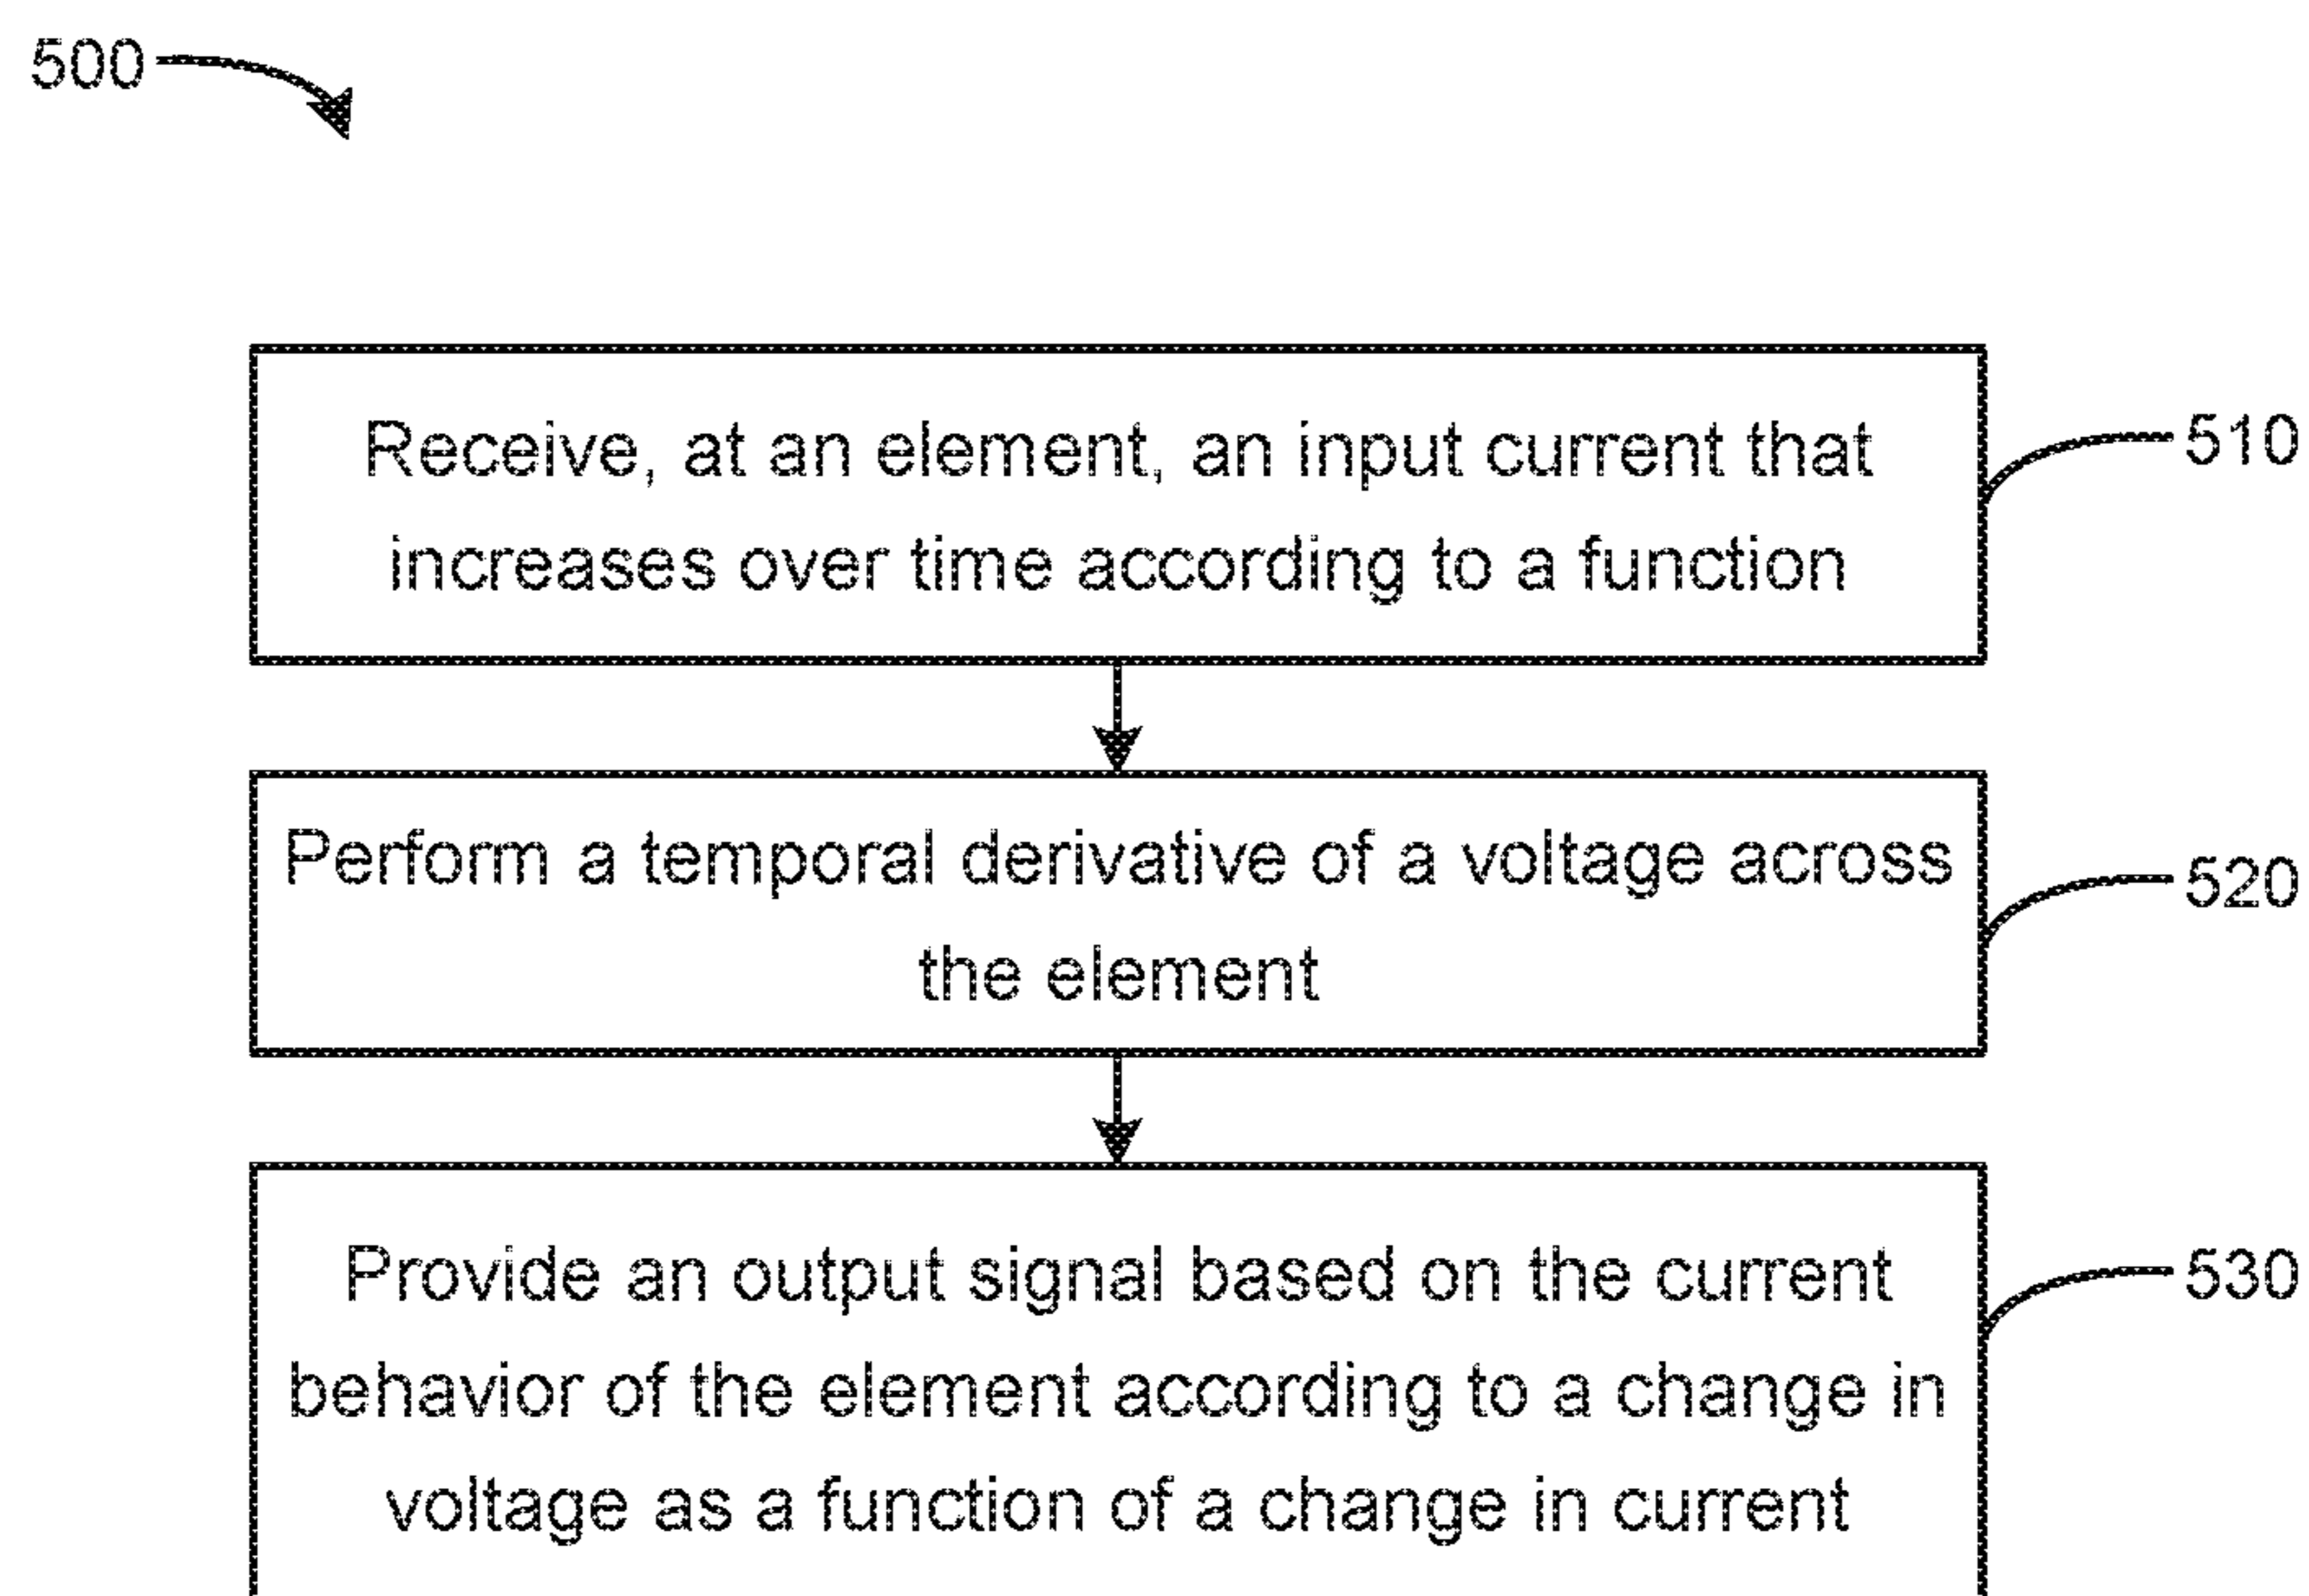 500
Receive, at an element, an input current that
increases over time according to a function
510
Perform a temporal derivative of a voltage across
the element
520
Provide an output signal based on the current
behavior of the element according to a change in
voltage as a function of a change in current
530